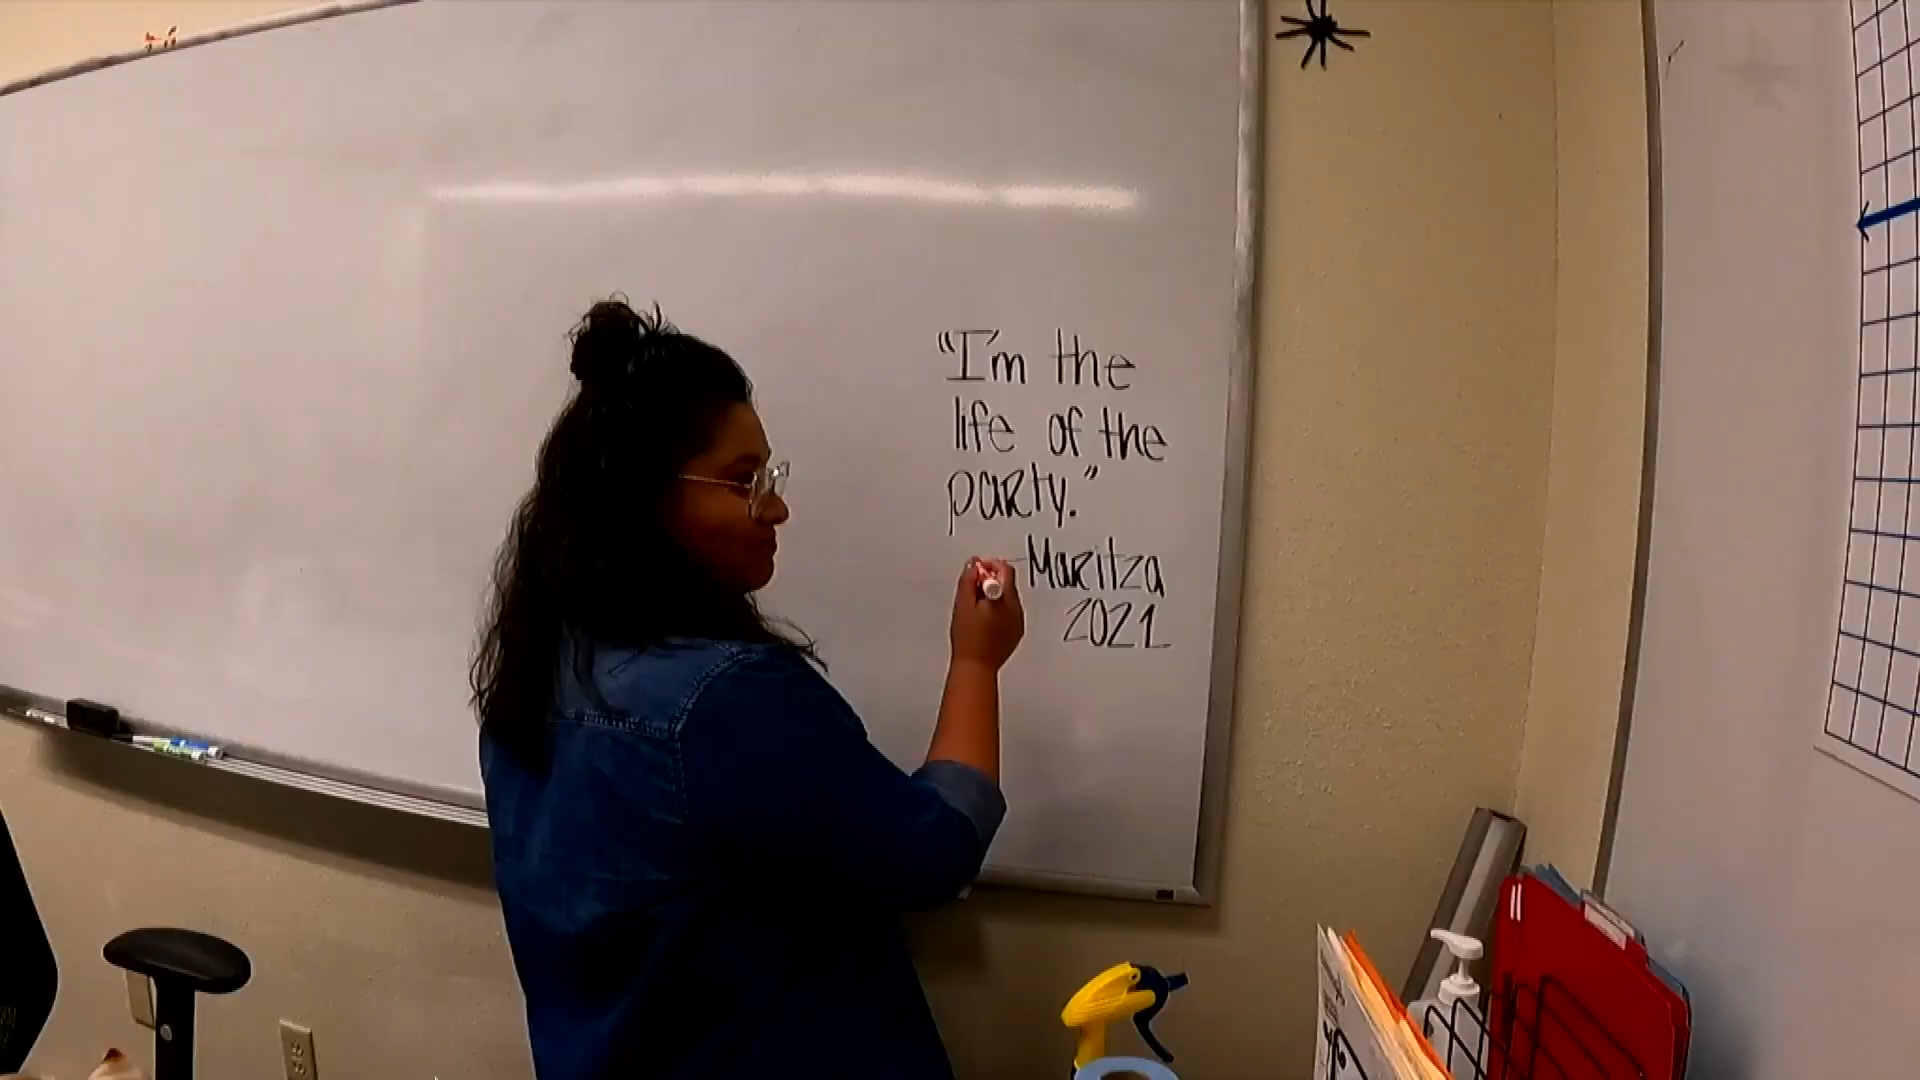 "I'm the
life of the
party."
-Maritza
2021